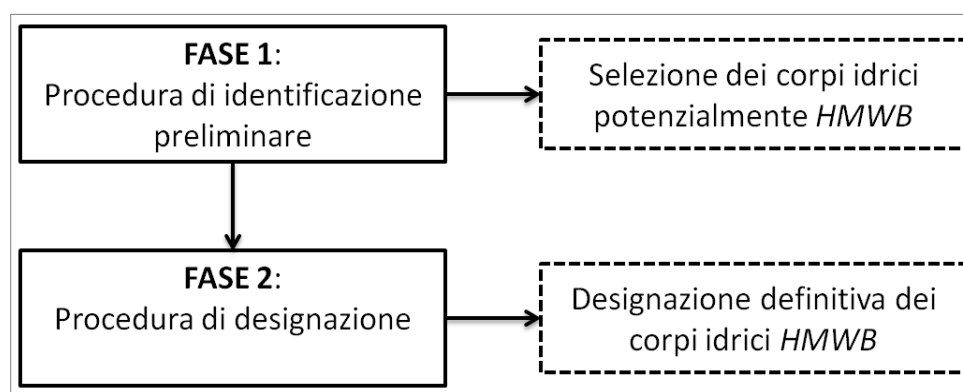 FASE 1:
Procedura di identificazione
preliminare
Selezione dei corpi idrici
potenzialmente HMWB
FASE 2:
Procedura di designazione
Designazione definitiva dei
corpi idrici HMWB